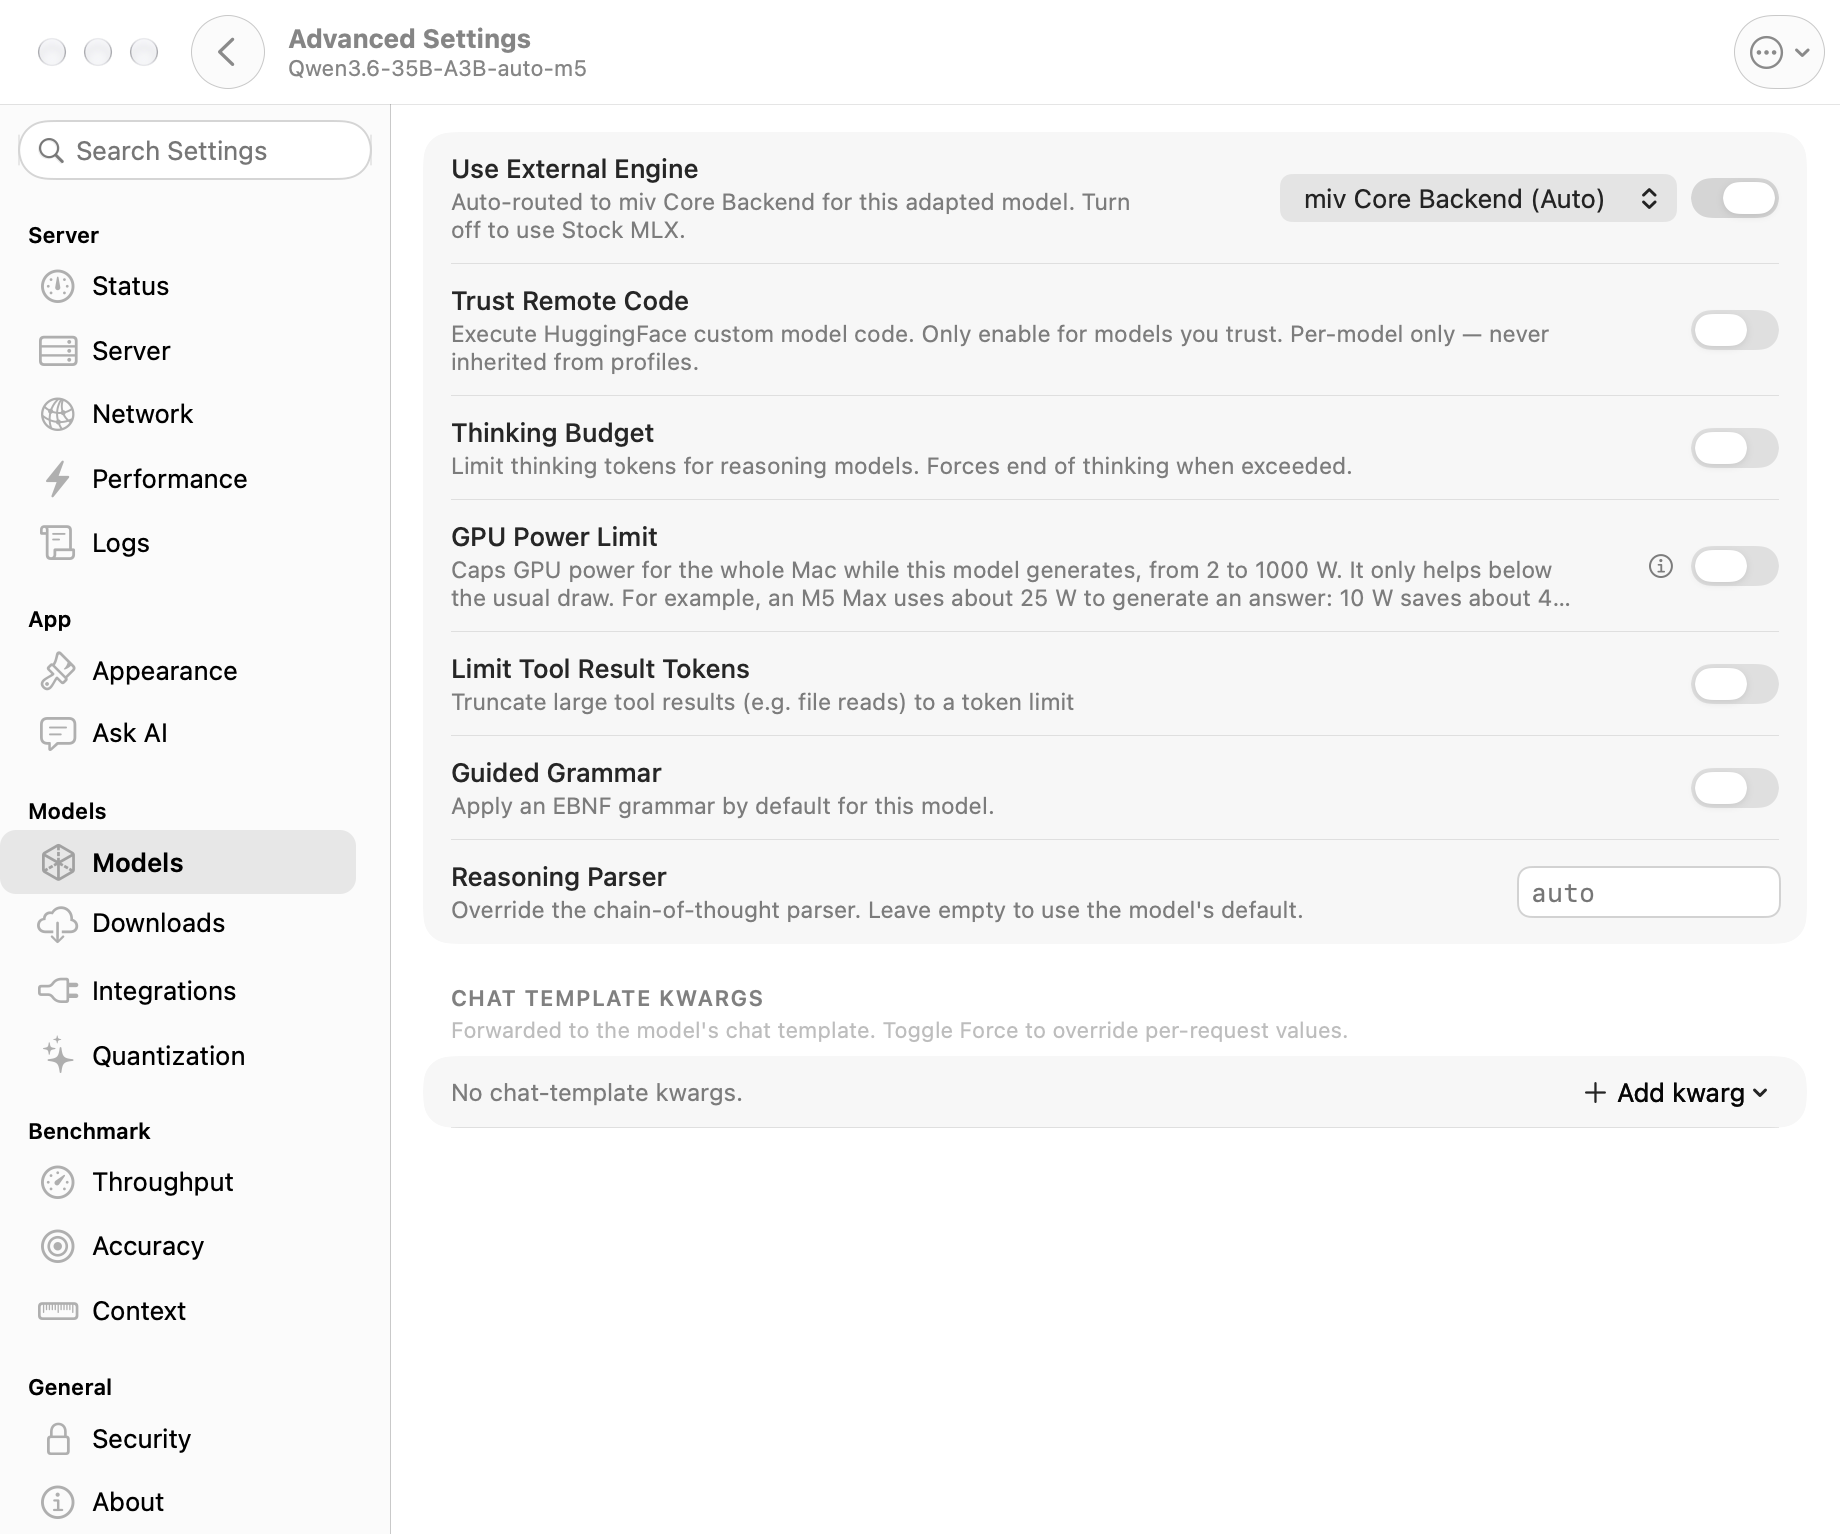 Advanced Settings
Qwen3.6-35B-A3B-auto-m5
Search Settings
Server
Status
Server
Network
Performance
Logs
App
Appearance
Ask AI
Models
Models
Downloads
Integrations
Quantization
Benchmark
Throughput
Accuracy
Context
General
Security
About
Use External Engine
Auto-routed to miv Core Backend for this adapted model. Turn
off to use Stock MLX.
miv Core Backend (Auto)
Trust Remote Code
Execute HuggingFace custom model code. Only enable for models you trust. Per-model only — never
inherited from profiles.
Thinking Budget
Limit thinking tokens for reasoning models. Forces end of thinking when exceeded.
GPU Power Limit
Caps GPU power for the whole Mac while this model generates, from 2 to 1000 W. It only helps below
the usual draw. For example, an M5 Max uses about 25 W to generate an answer: 10 W saves about 4...
Limit Tool Result Tokens
Truncate large tool results (e.g. file reads) to a token limit
Guided Grammar
Apply an EBNF grammar by default for this model.
Reasoning Parser
Override the chain-of-thought parser. Leave empty to use the model's default.
auto
CHAT TEMPLATE KWARGS
Forwarded to the model's chat template. Toggle Force to override per-request values.
No chat-template kwargs.
+ Add kwarg